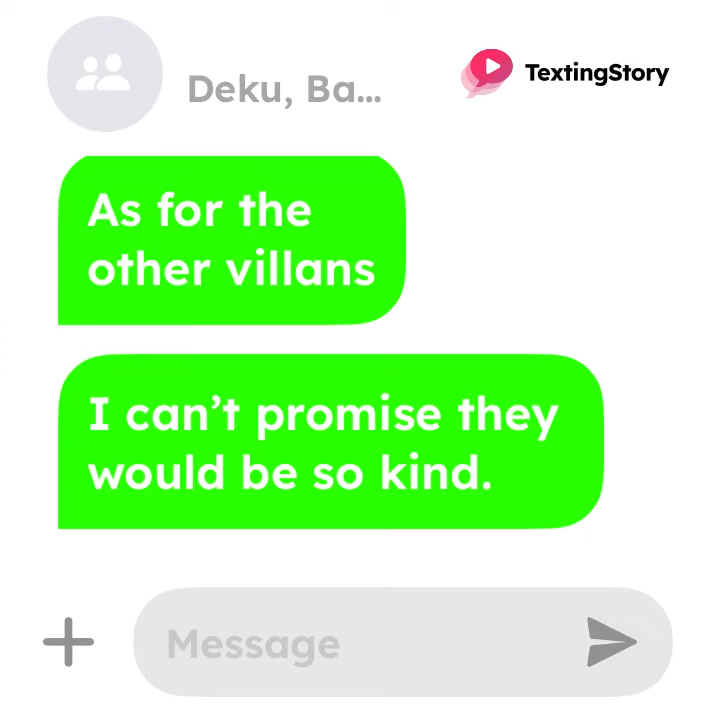 Deku, Ba...
TextingStory
As for the
other villans
I can’t promise they
would be so kind.
Message